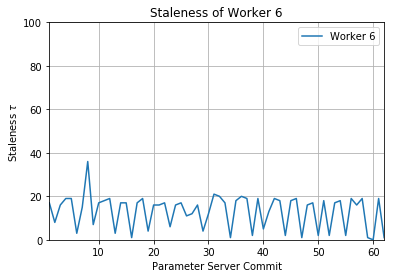 Staleness of Worker 6
Worker 6
100
80
60
40
20
0
Staleness τ
10 20 30 40 50 60
Parameter Server Commit